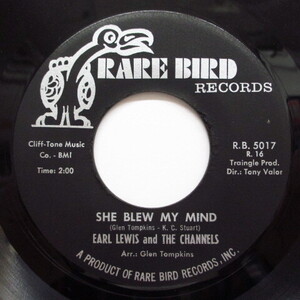 RARE BIRD
RECORDS
Cliff-Tone Music
Co. - BMI
Time: 2:00
R.B. 5017
R. 16
Traingle Prod.
Dir.: Tony Valor
SHE BLEW MY MIND
(Glen Tompkins - K. C. Stuart)
EARL LEWIS and THE CHANNELS
Arr.: Glen Tompkins
A PRODUCT OF RARE BIRD RECORDS, INC.